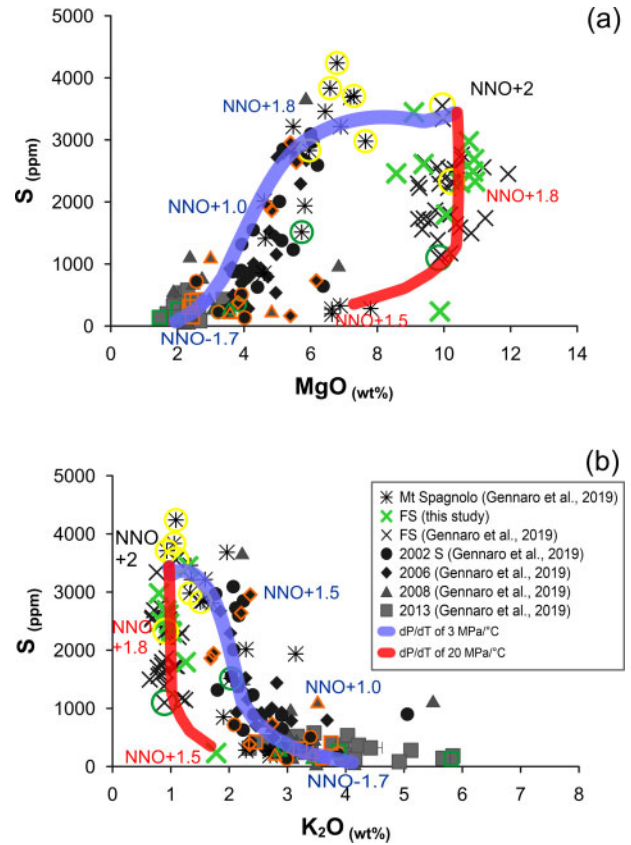 (a)
5000
4000
3000
2000
1000
0
S (ppm)
NNO+1.8
NNO+2
NNO+1.0
NNO+1.8
NNO+1.5
NNO-1.7
0 2 4 6 8 10 12 14
MgO (wt%)
(b)
5000
4000
3000
2000
1000
0
S (ppm)
NNO
+2
NNO
+1.8
NNO+1.5
NNO+1.5
NNO+1.0
NNO-1.7
Mt Spagnolo (Gennaro et al., 2019)
FS (this study)
FS (Gennaro et al., 2019)
2002 S (Gennaro et al., 2019)
2006 (Gennaro et al., 2019)
2008 (Gennaro et al., 2019)
2013 (Gennaro et al., 2019)
dP/dT of 3 MPa/°C
dP/dT of 20 MPa/°C
0 1 2 3 4 5 6 7 8
K₂O (wt%)